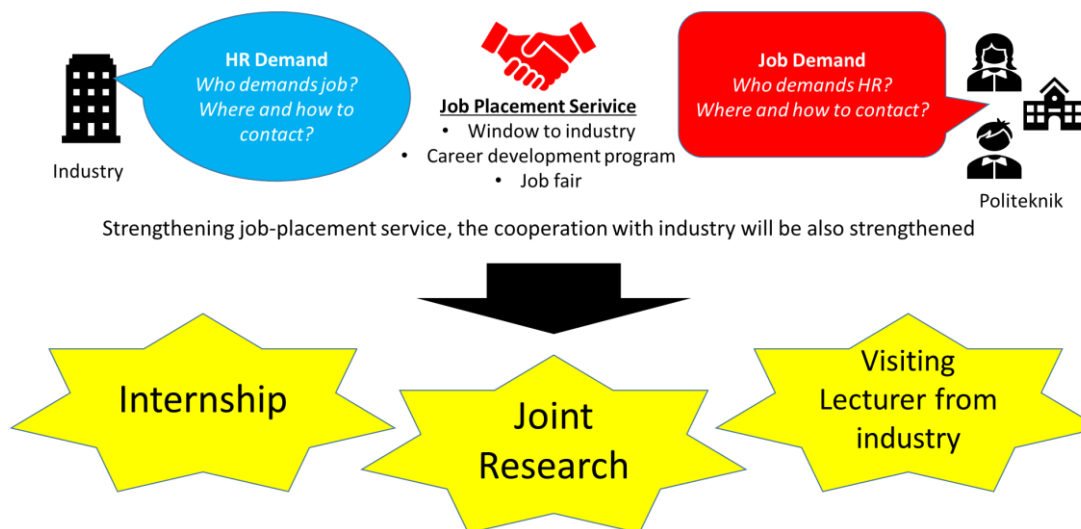 HR Demand
Who demands job?
Where and how to
contact?
Industry
Job Placement Serivice
• Window to industry
• Career development program
• Job fair
Job Demand
Who demands HR?
Where and how to contact?
Politeknik
Strengthening job-placement service, the cooperation with industry will be also strengthened
Internship
Joint
Research
Visiting
Lecturer from
industry